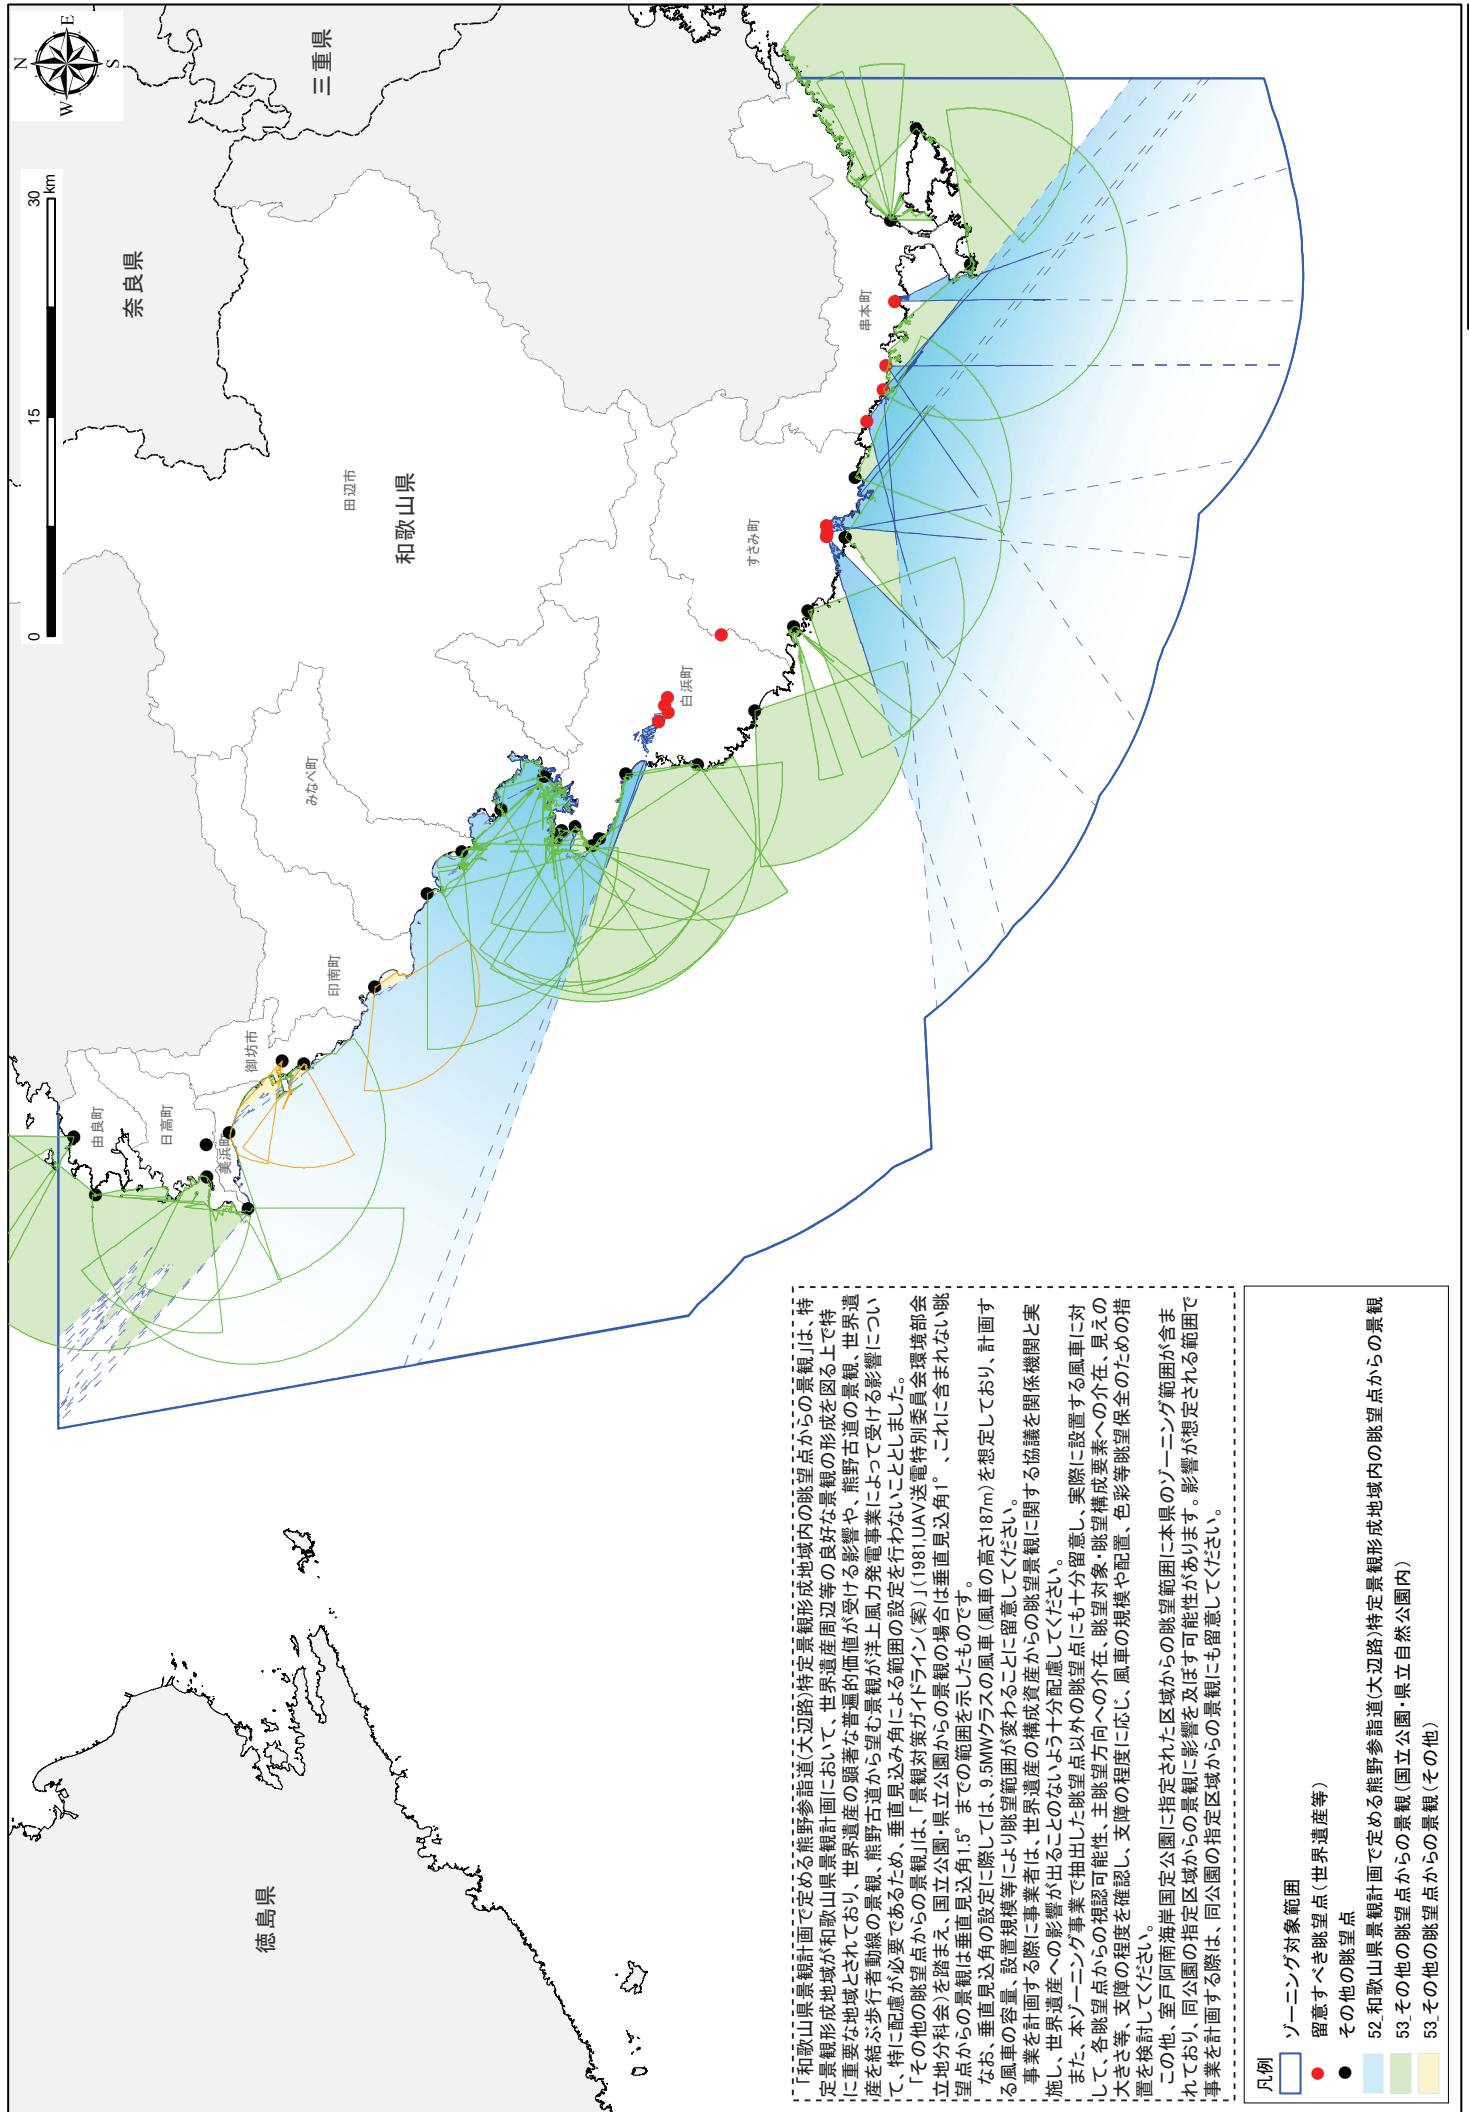 N
E
W
S
0
15
30
km
奈良県
三重県
和歌山県
徳島県
田辺市
みなべ町
印南町
御坊市
由良町
日高町
美浜町
白浜町
すさみ町
串本町
「和歌山県景観計画で定める熊野参詣道(大辺路)特定景観形成地域内の眺望点からの景観」は、特
定景観形成地域が和歌山県景観計画において、世界遺産周辺等の良好な景観の形成を図る上で特
に重要な地域とされており、世界遺産の顕著な普遍的価値が受ける影響や、熊野古道の景観、世界遺
産を結ぶ歩行者動線の景観、熊野古道から望む景観が洋上風力発電事業によって受ける影響につい
て、特に配慮が必要であるため、垂直見込み角による範囲の設定を行わないこととしました。
「その他の眺望点からの景観」は、「景観対策ガイドライン(案)」(1981.UAV送電特別委員会環境部会
立地分科会)を踏まえ、国立公園・県立公園からの景観の場合は垂直見込角1°、これに含まれない眺
望点からの景観は垂直見込角1.5°までの範囲を示したものです。
なお、垂直見込角の設定に際しては、9.5MWクラスの風車(風車の高さ187m)を想定しており、計画す
る風車の容量、設置規模等により眺望範囲が変わることに留意してください。
事業を計画する際に事業者は、世界遺産の構成資産からの眺望景観に関する協議を関係機関と実
施し、世界遺産への影響が出ることのないよう十分配慮してください。
また、本ゾーニング事業で抽出した眺望点以外の眺望点にも十分留意し、実際に設置する風車に対
して、各眺望点からの視認可能性、主眺望方向への介在、眺望対象・眺望構成要素への介在、見えの
大きさ等、支障の程度を確認し、支障の程度に応じ、風車の規模や配置、色彩等眺望保全のための措
置を検討してください。
この他、室戸阿南海岸国定公園に指定された区域からの眺望範囲に本県のゾーニング範囲が含ま
れており、同公園の指定区域からの景観に影響を及ぼす可能性があります。影響が想定される範囲で
事業を計画する際は、同公園の指定区域からの景観にも留意してください。
凡例
ゾーニング対象範囲
留意すべき眺望点(世界遺産等)
その他の眺望点
52_和歌山県景観計画で定める熊野参詣道(大辺路)特定景観形成地域内の眺望点からの景観
53_その他の眺望点からの景観(国立公園・県立自然公園内)
53_その他の眺望点からの景観(その他)